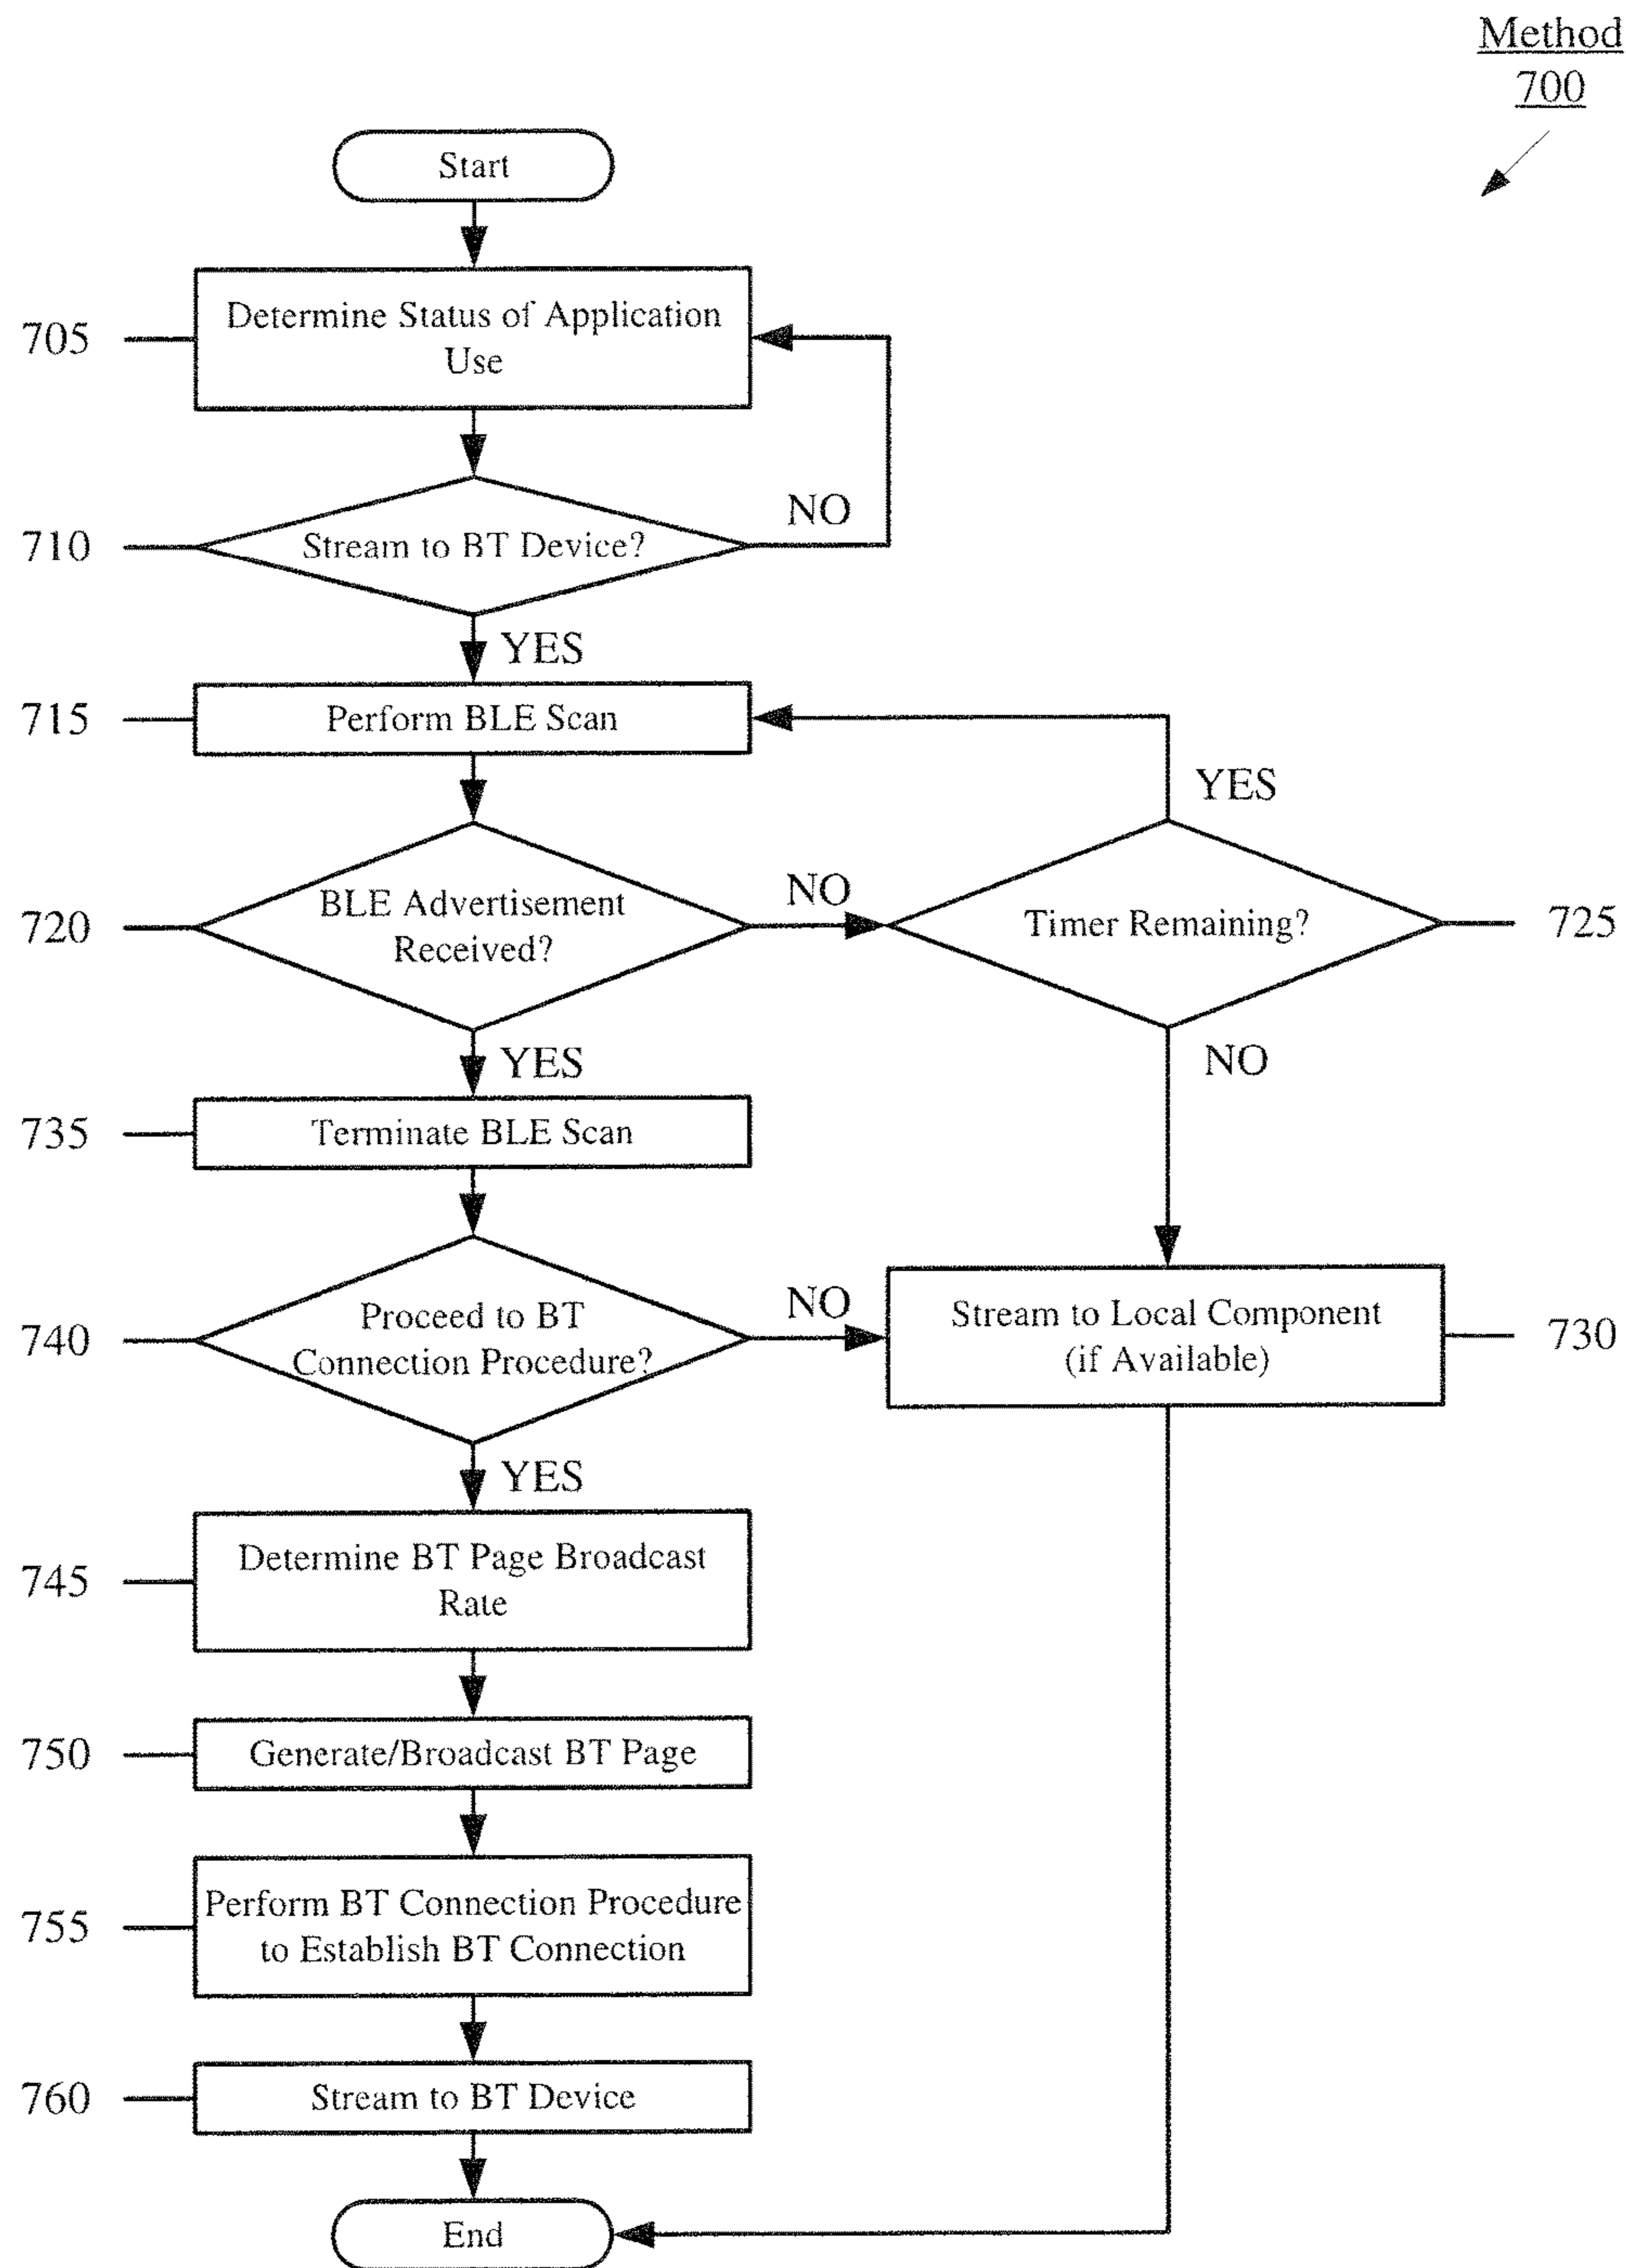 Method
700
Start
705
Determine Status of Application
Use
710
Stream to BT Device?
NO
YES
715
Perform BLE Scan
YES
720
BLE Advertisement
Received?
NO
Timer Remaining?
725
YES
NO
735
Terminate BLE Scan
740
Proceed to BT
Connection Procedure?
NO
Stream to Local Component
(if Available)
730
YES
745
Determine BT Page Broadcast
Rate
750
Generate/Broadcast BT Page
755
Perform BT Connection Procedure
to Establish BT Connection
760
Stream to BT Device
End